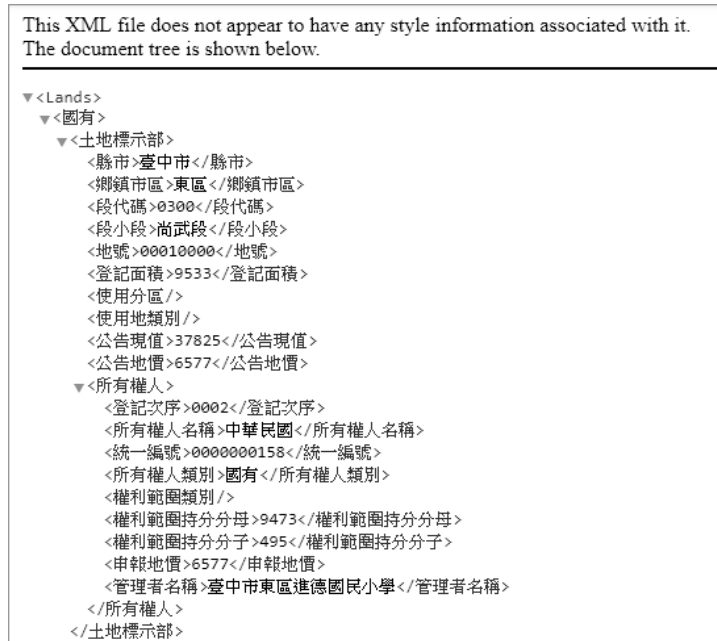 This XML file does not appear to have any style information associated with it.
The document tree is shown below.
▼<Lands>
▼<國有>
▼<土地標示部>
<縣市>臺中市</縣市>
<鄉鎮市區>東區</鄉鎮市區>
<段代碼>0300</段代碼>
<段小段>尚武段</段小段>
<地號>00010000</地號>
<登記面積>9533</登記面積>
<使用分區/>
<使用地類別/>
<公告現值>37825</公告現值>
<公告地價>6577</公告地價>
▼<所有權人>
<登記次序>0002</登記次序>
<所有權人名稱>中華民國</所有權人名稱>
<統一編號>0000000158</統一編號>
<所有權人類別>國有</所有權人類別>
<權利範圍類別/>
<權利範圍持分分母>9473</權利範圍持分分母>
<權利範圍持分分子>495</權利範圍持分分子>
<申報地價>6577</申報地價>
<管理者名稱>臺中市東區進德國民小學</管理者名稱>
</所有權人>
</土地標示部>